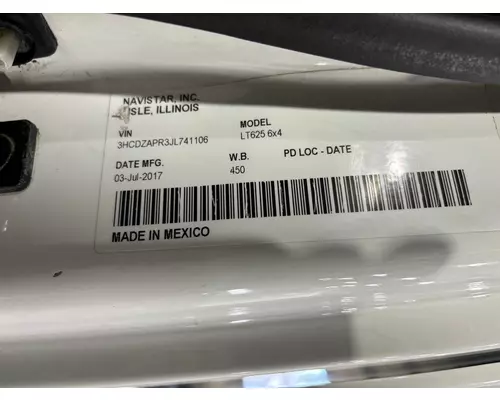 NAVISTAR, INC.
LISLE, ILLINOIS
VIN MODEL
3HCDZAPR3JL741106 LT625 6x4
DATE MFG. W.B. PD LOC - DATE
03-Jul-2017 450
MADE IN MEXICO